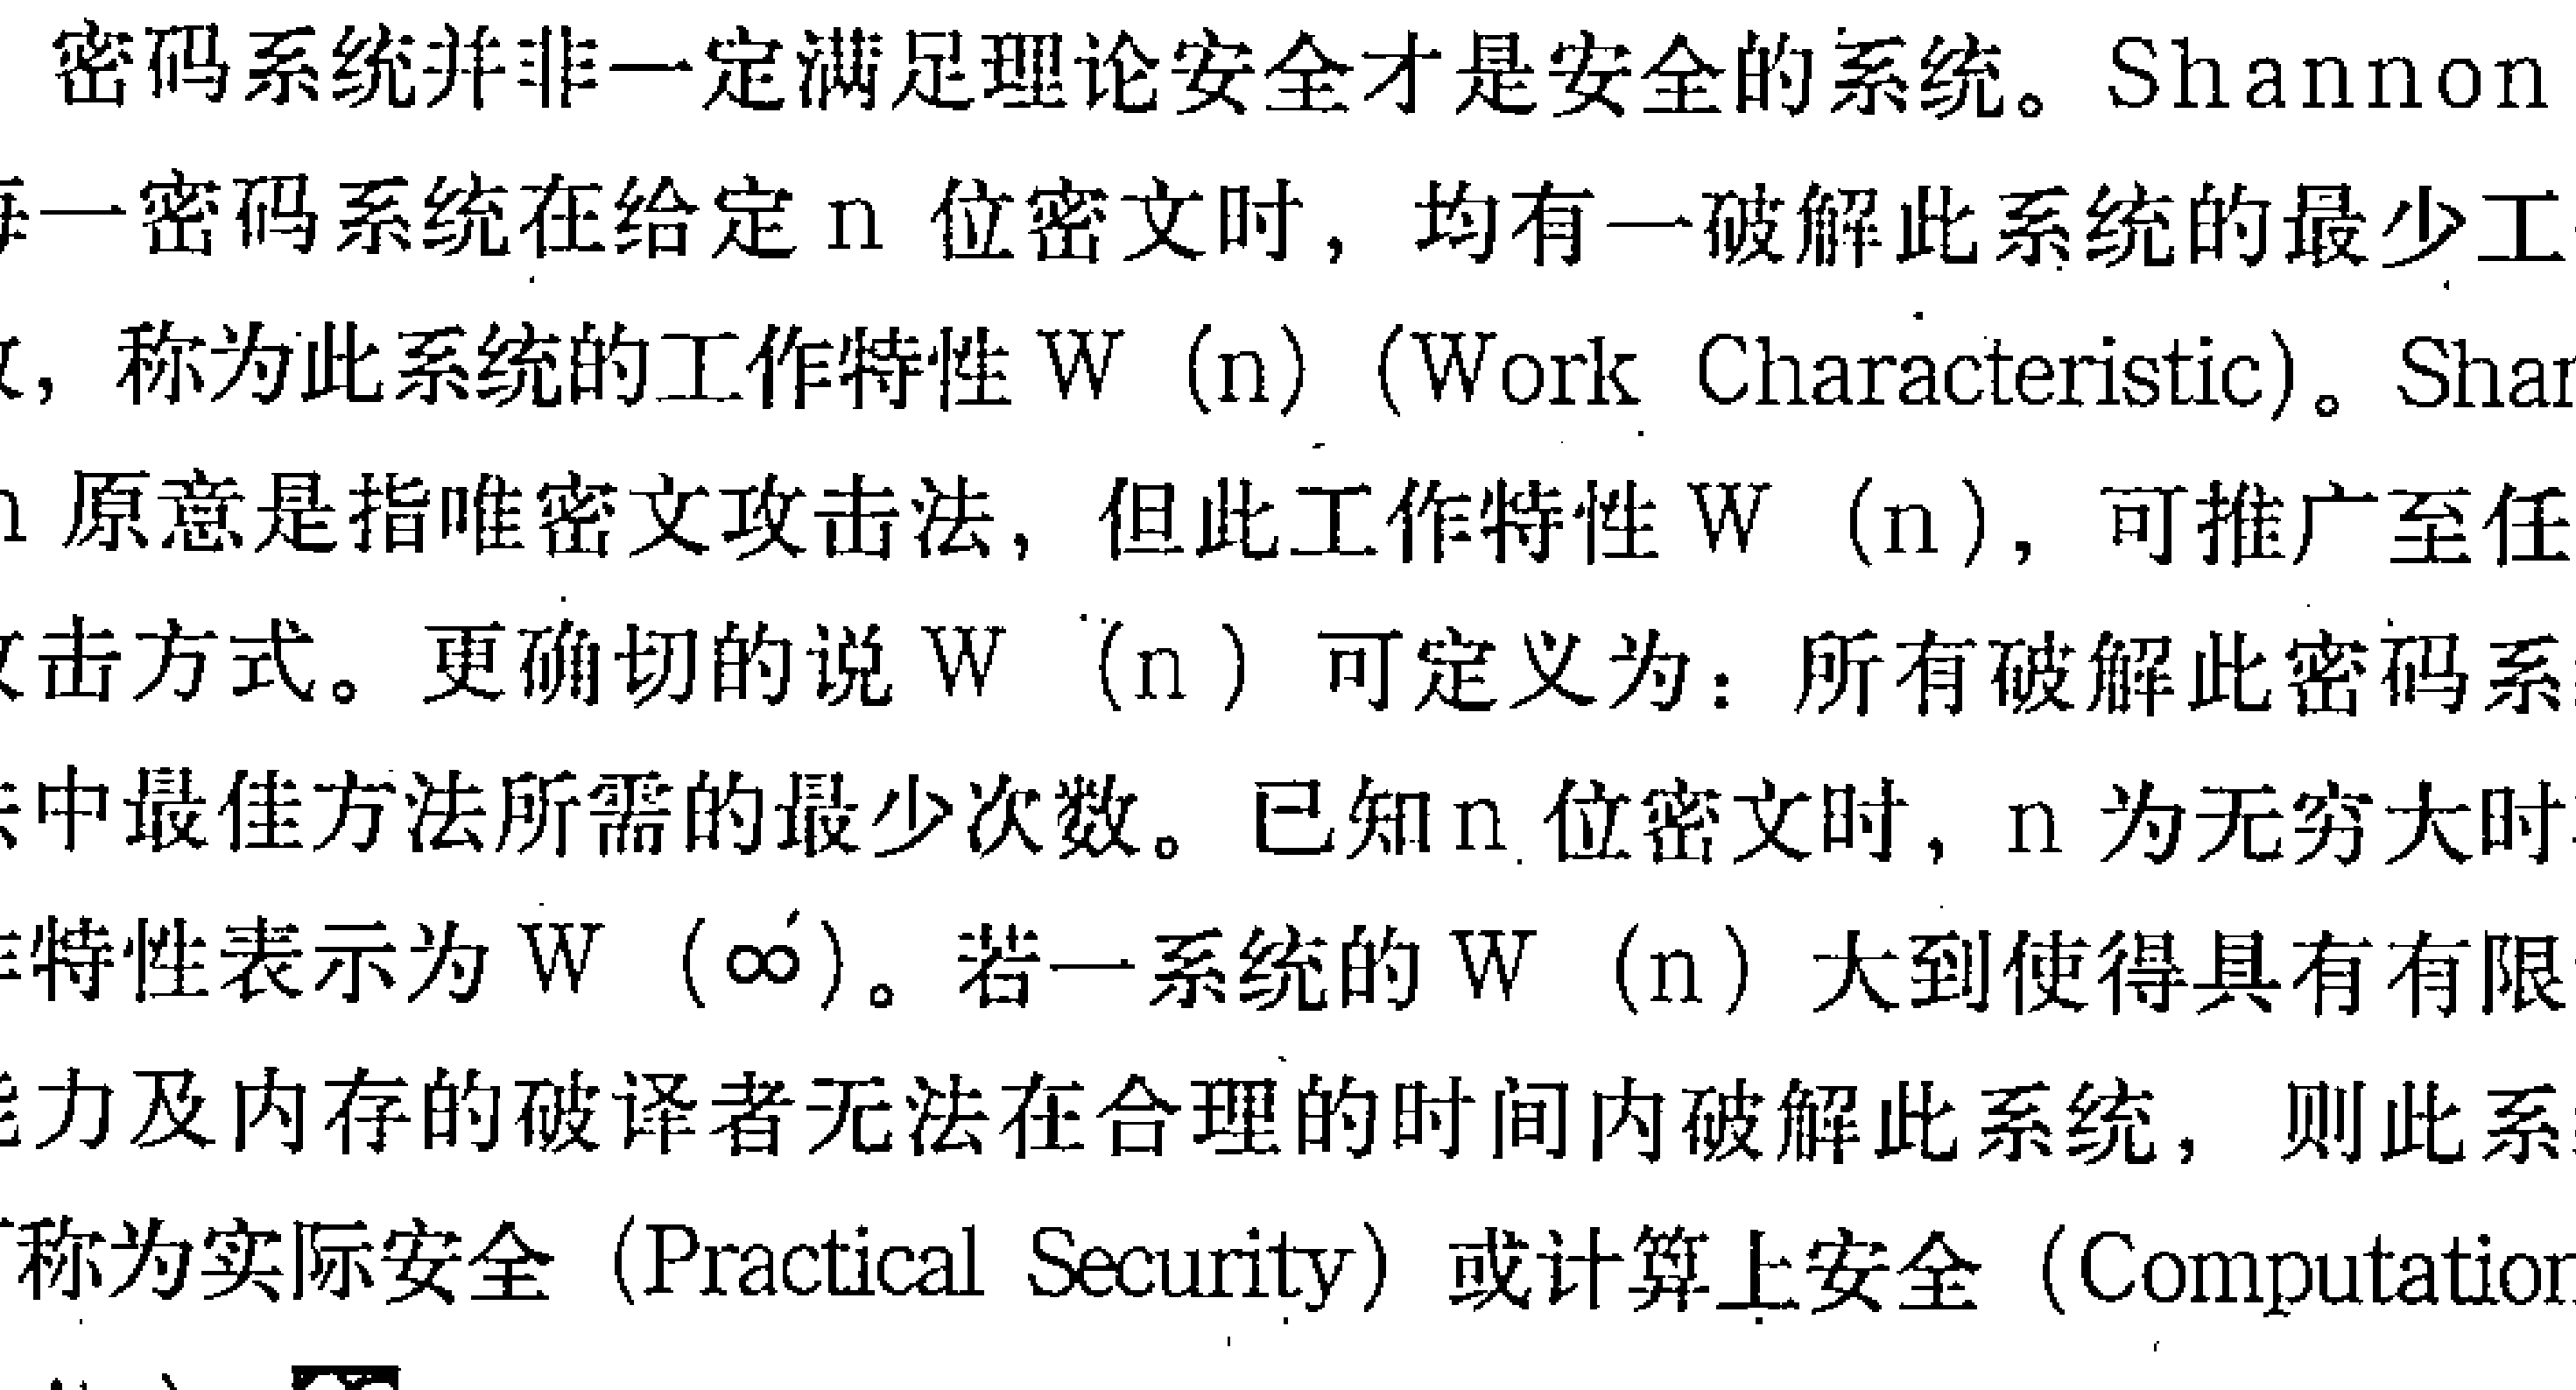 密码系统并非一定满足理论安全才是安全的系统。Shannon
一密码系统在给定 n 位密文时，均有一破解此系统的最少工
，称为此系统的工作特性 W (n) (Work Characteristic)。Shan
n 原意是指唯密文攻击法，但此工作特性 W (n)，可推广至任
击方式。更确切的说 W (n) 可定义为：所有破解此密码系
中最佳方法所需的最少次数。已知 n 位密文时，n 为无穷大时
特性表示为 W (∞)。若一系统的 W (n) 大到使得具有有限
力及内存的破译者无法在合理的时间内破解此系统，则此系
称为实际安全 (Practical Security) 或计算上安全 (Computation